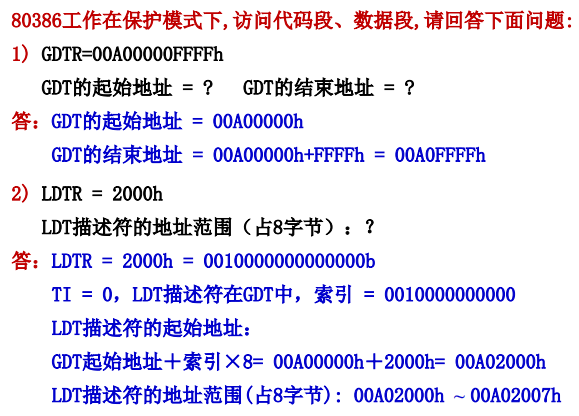 80386工作在保护模式下,访问代码段、数据段,请回答下面问题:
1) GDTR=00A00000FFFFh
GDT的起始地址 = ? GDT的结束地址 = ?
答: GDT的起始地址 = 00A00000h
GDT的结束地址 = 00A00000h+FFFFh = 00A0FFFFh
2) LDTR = 2000h
LDT描述符的地址范围（占8字节）：？
答: LDTR = 2000h = 0010000000000000b
TI = 0，LDT描述符在GDT中，索引 = 0010000000000
LDT描述符的起始地址:
GDT起始地址＋索引×8= 00A00000h＋2000h= 00A02000h
LDT描述符的地址范围(占8字节): 00A02000h ~ 00A02007h